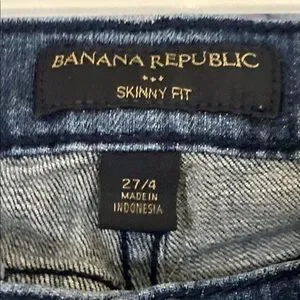 BANANA REPUBLIC
SKINNY FIT
27/4
MADE IN
INDONESIA